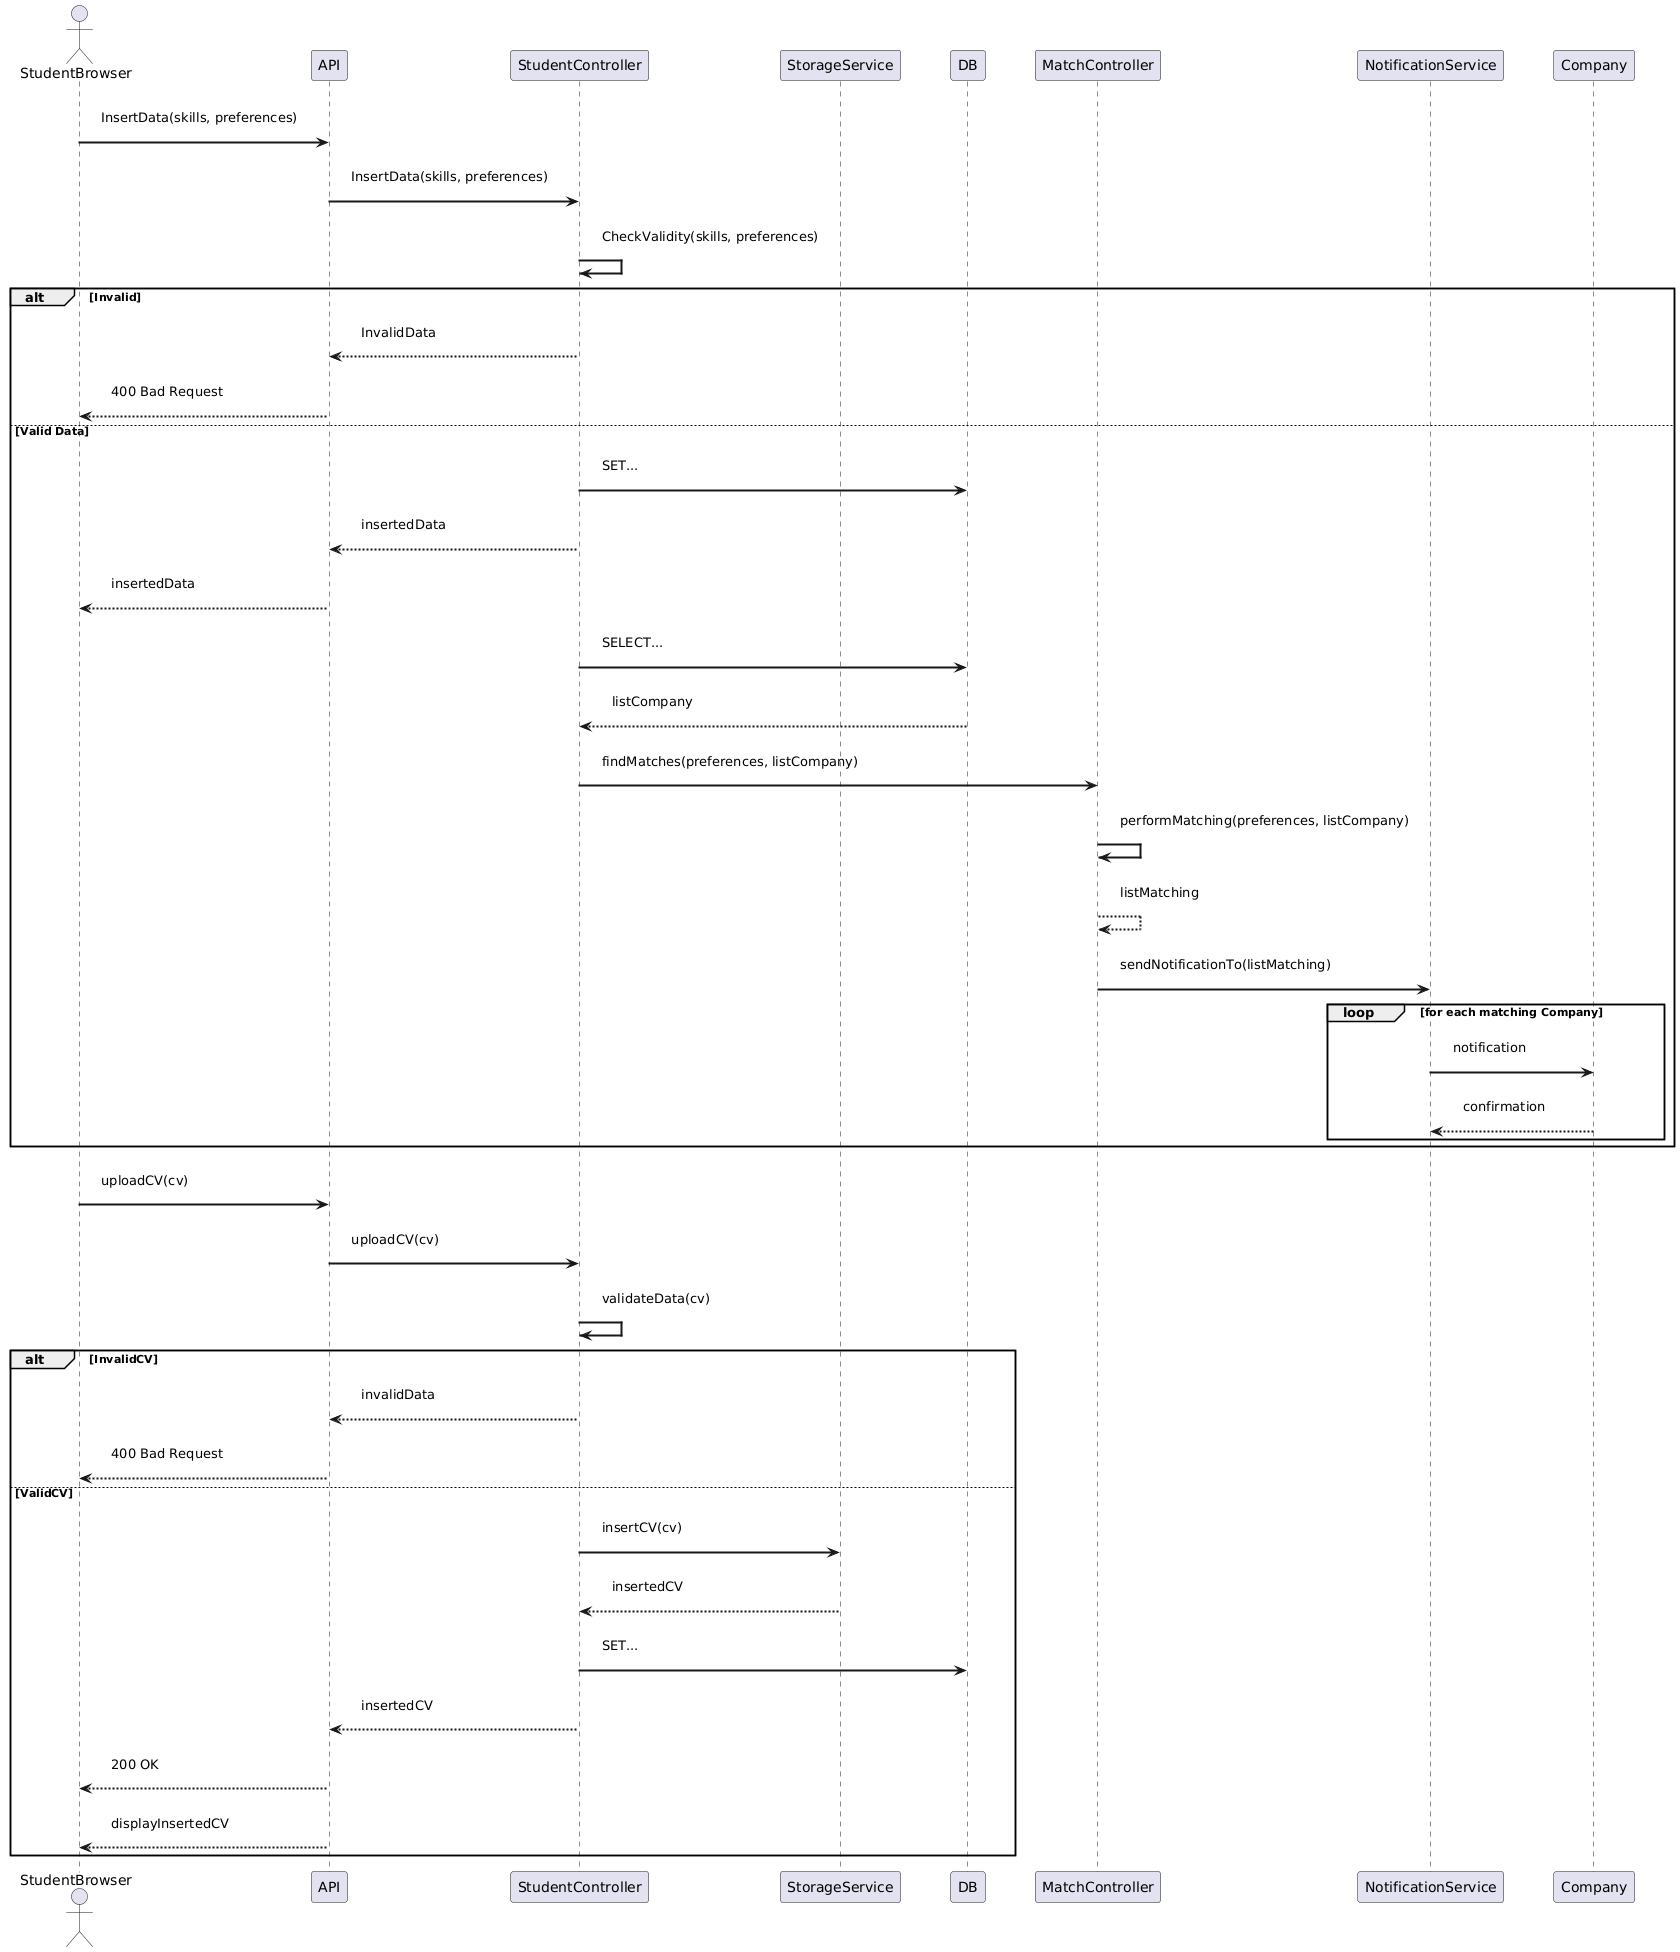 StudentBrowser
API
StudentController
StorageService
DB
MatchController
NotificationService
Company
InsertData(skills, preferences)
InsertData(skills, preferences)
CheckValidity(skills, preferences)
alt
[Invalid]
InvalidData
400 Bad Request
[Valid Data]
SET...
insertedData
insertedData
SELECT...
listCompany
findMatches(preferences, listCompany)
performMatching(preferences, listCompany)
listMatching
sendNotificationTo(listMatching)
loop
[for each matching Company]
notification
confirmation
uploadCV(cv)
uploadCV(cv)
validateData(cv)
alt
[InvalidCV]
invalidData
400 Bad Request
[ValidCV]
insertCV(cv)
insertedCV
SET...
insertedCV
200 OK
displayInsertedCV
StudentBrowser
API
StudentController
StorageService
DB
MatchController
NotificationService
Company